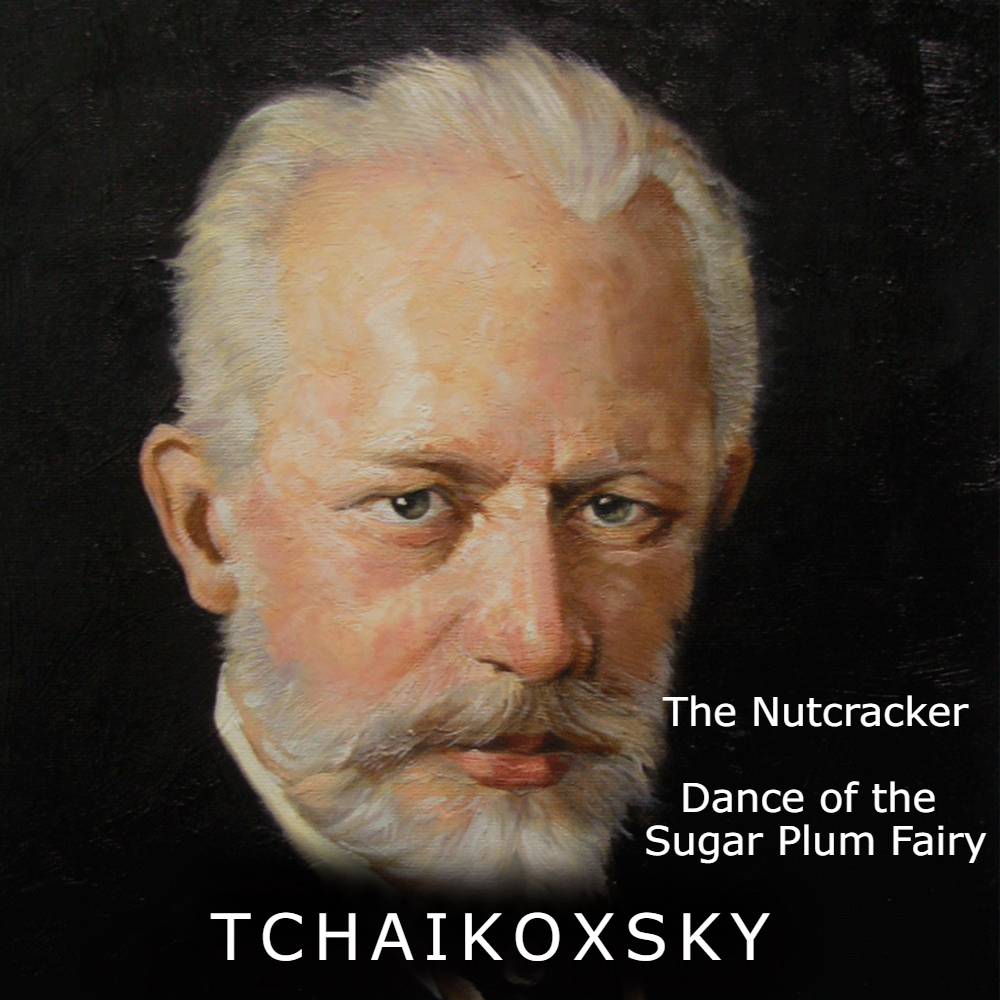 The Nutcracker
Dance of the
Sugar Plum Fairy
TCHAIKOXSKY